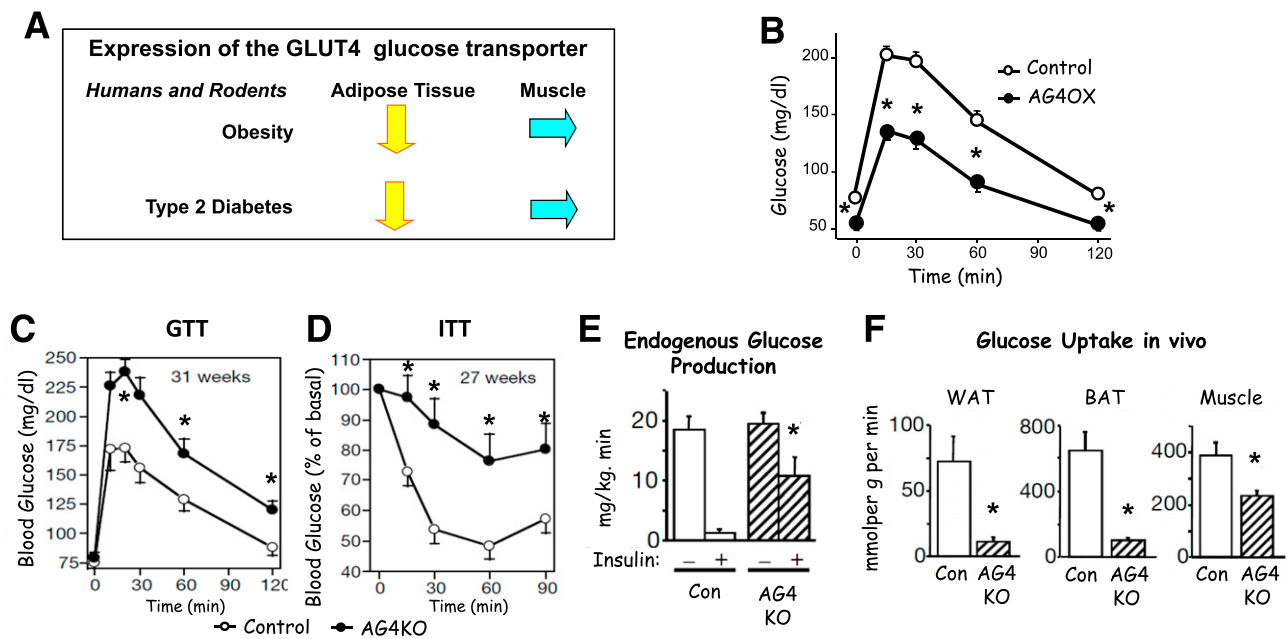 A
Expression of the GLUT4 glucose transporter
Humans and Rodents Adipose Tissue Muscle
Obesity
Type 2 Diabetes
B
Glucose (mg/dl)
200
150
100
50
0 30 60 90 120
Time (min)
Control
AG4OX
* * * * *
C
GTT
Blood Glucose (mg/dl)
250
225
200
175
150
125
100
75
31 weeks
* * *
0 30 60 90 120
Time (min)
D
ITT
Blood Glucose (% of basal)
110
100
90
80
70
60
50
40
27 weeks
* * * *
0 30 60 90
Time (min)
Control AG4KO
E
Endogenous Glucose
Production
mg/kg. min
20
10
0
*
Insulin: – + – +
Con AG4
KO
F
Glucose Uptake in vivo
mmolper g per min
WAT
100
50
0
*
Con AG4
KO
BAT
800
400
0
*
Con AG4
KO
Muscle
400
200
0
*
Con AG4
KO